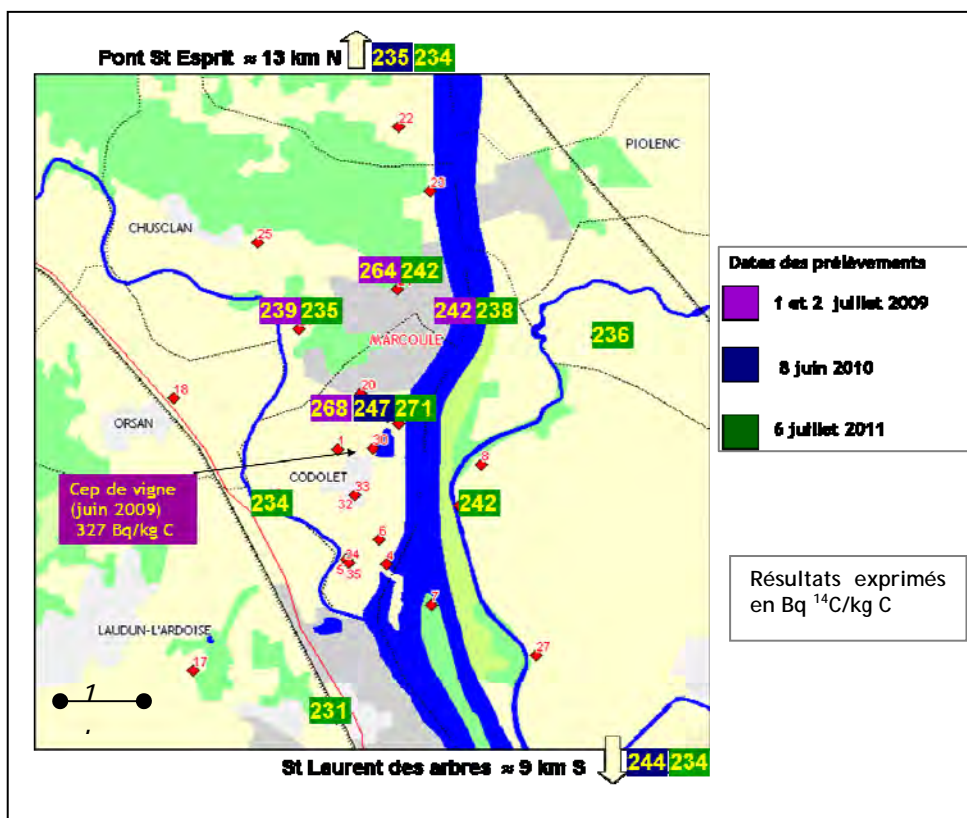 Pont St Esprit ≈ 13 km N 235 234
22
PIOLENC
CHUSCLAN
25
264 242
239 235
242 238
MARCOULE
236
18
20
ORSAN
268 247 271
1
30
CODOLET
8
Cep de vigne
(juin 2009)
327 Bq/kg C
33
32
234
242
6
34
5
35
4
7
LAUDUN-L'ARDOISE
17
27
1
231
St Laurent des arbres ≈ 9 km S 244 234
Dates des prélèvements
1 et 2 juillet 2009
8 juin 2010
6 juillet 2011
Résultats exprimés
en Bq ¹⁴C/kg C